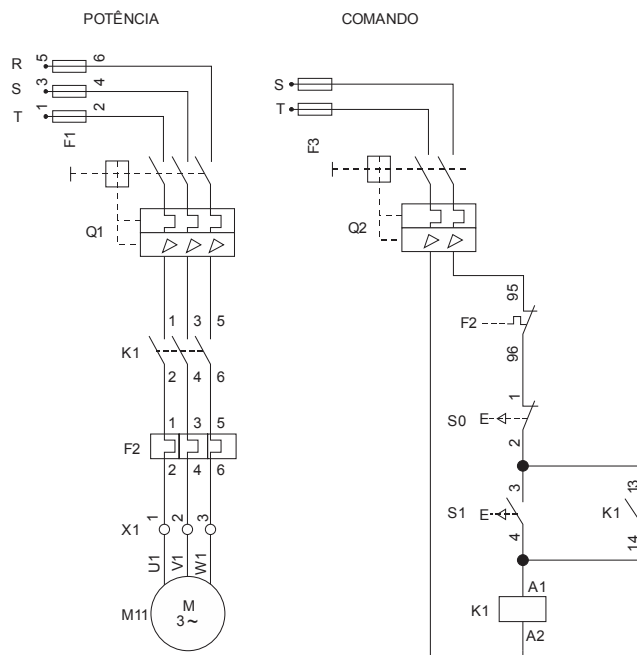 POTÊNCIA
R 5 6
S 3 4
T 1 2
F1
Q1
1 3 5
K1
2 4 6
1 3 5
F2
2 4 6
X1 1 2 3
U1 V1 W1
M11 M
3~
COMANDO
S
T
F3
Q2
95
F2
96
1
S0 E
2
3 13
S1 E K1
4 14
A1
K1
A2